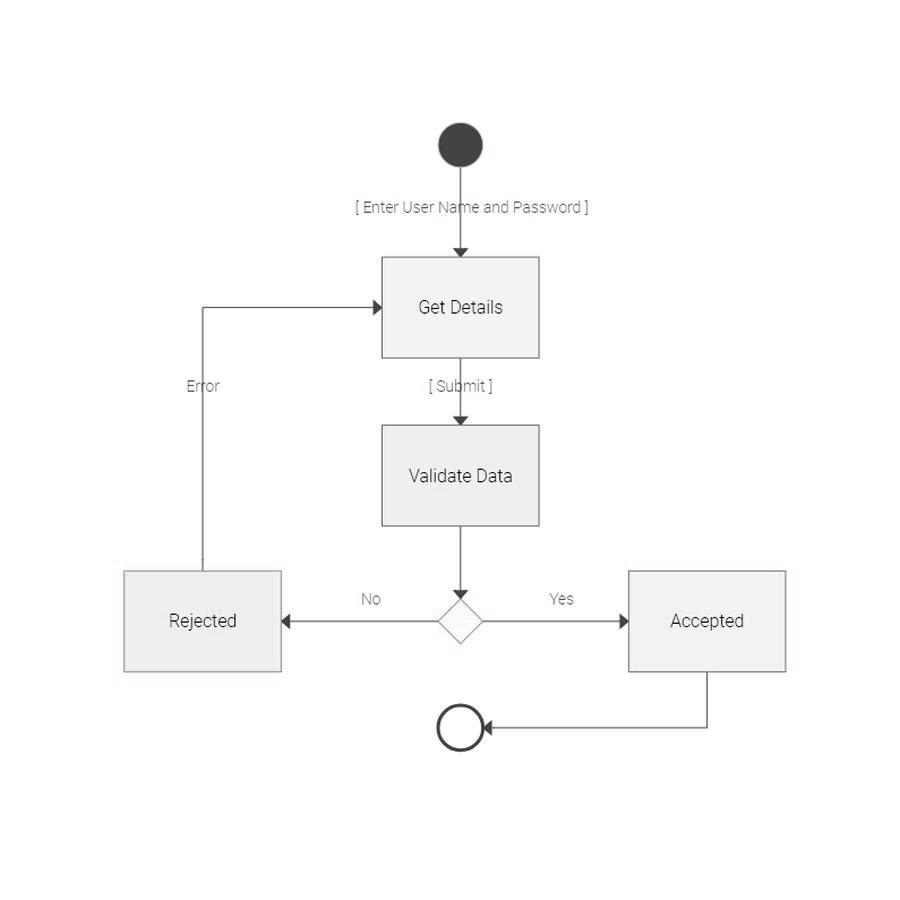 [ Enter User Name and Password ]
Get Details
Error
[ Submit ]
Validate Data
No
Yes
Rejected
Accepted